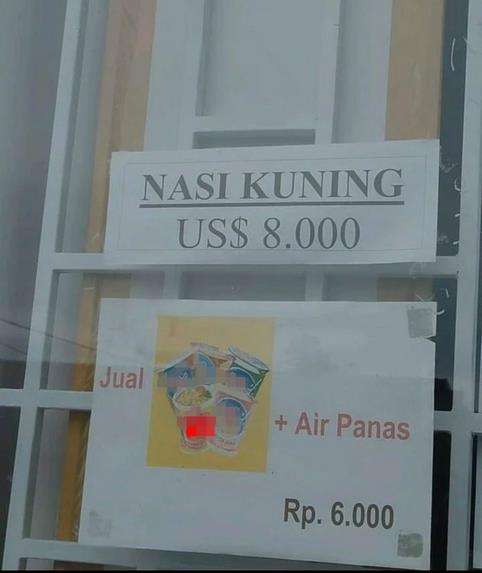 NASI KUNING
US$ 8.000
Jual
+ Air Panas
Rp. 6.000